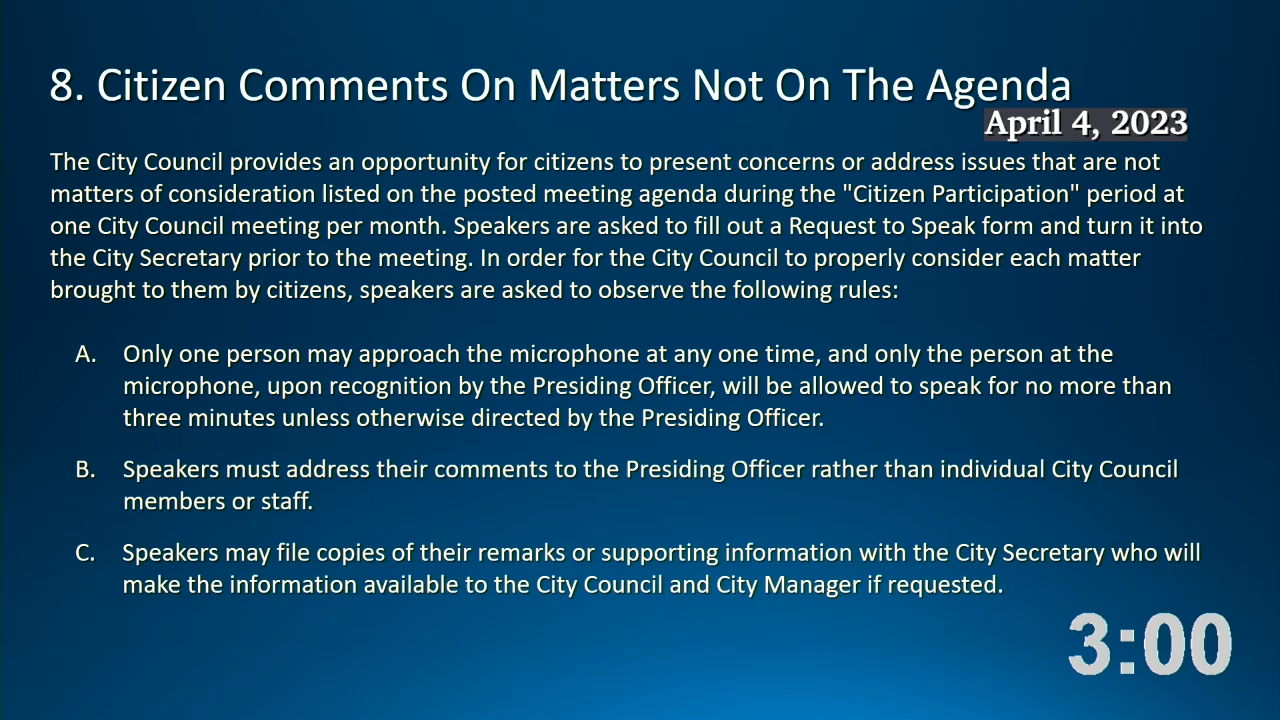 8. Citizen Comments On Matters Not On The Agenda
April 4, 2023
The City Council provides an opportunity for citizens to present concerns or address issues that are not
matters of consideration listed on the posted meeting agenda during the "Citizen Participation" period at
one City Council meeting per month. Speakers are asked to fill out a Request to Speak form and turn it into
the City Secretary prior to the meeting. In order for the City Council to properly consider each matter
brought to them by citizens, speakers are asked to observe the following rules:
A. Only one person may approach the microphone at any one time, and only the person at the
microphone, upon recognition by the Presiding Officer, will be allowed to speak for no more than
three minutes unless otherwise directed by the Presiding Officer.
B. Speakers must address their comments to the Presiding Officer rather than individual City Council
members or staff.
C. Speakers may file copies of their remarks or supporting information with the City Secretary who will
make the information available to the City Council and City Manager if requested.
3:00